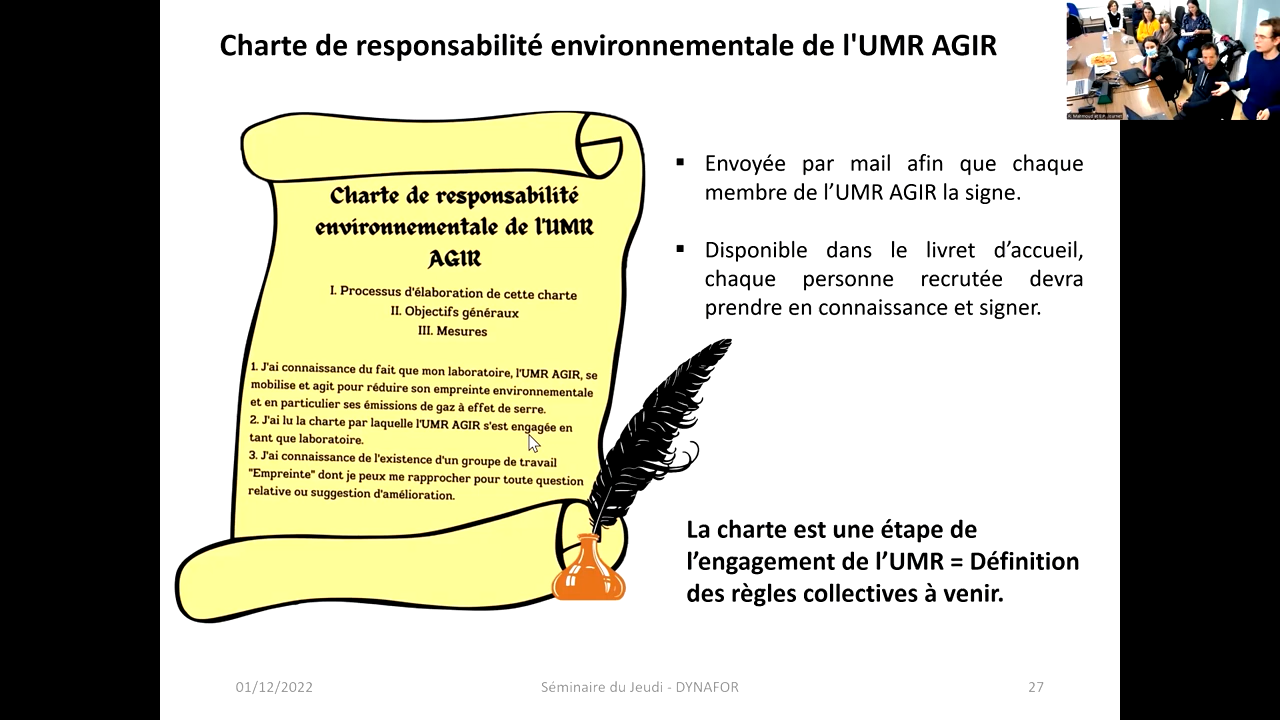 Charte de responsabilité environnementale de l'UMR AGIR
Charte de responsabilité
environnementale de l'UMR
AGIR
I. Processus d'élaboration de cette charte
II. Objectifs généraux
III. Mesures
1. J'ai connaissance du fait que mon laboratoire, l'UMR AGIR, se
mobilise et agit pour réduire son empreinte environnementale
et en particulier ses émissions de gaz à effet de serre.
2. J'ai lu la charte par laquelle l'UMR AGIR s'est engagée en
tant que laboratoire.
3. J'ai connaissance de l'existence d'un groupe de travail
"Empreinte" dont je peux me rapprocher pour toute question
relative ou suggestion d'amélioration.
▪ Envoyée par mail afin que chaque
membre de l’UMR AGIR la signe.
▪ Disponible dans le livret d’accueil,
chaque personne recrutée devra
prendre en connaissance et signer.
La charte est une étape de
l’engagement de l’UMR = Définition
des règles collectives à venir.
01/12/2022
Séminaire du Jeudi - DYNAFOR
27